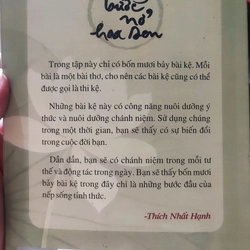 bước
nở
hoa sen
Trong tập này chỉ có bốn mươi bảy bài kệ. Mỗi
bài là một bài thơ, cho nên các bài kệ cũng có thể
được gọi là thi kệ.
Những bài kệ này có công năng nuôi dưỡng ý
thức và nuôi dưỡng chánh niệm. Sử dụng chúng
trong một thời gian, bạn sẽ thấy có sự biến đổi
trong cuộc đời bạn.
Dần dần, bạn sẽ có chánh niệm trong mỗi tư
thế và động tác trong ngày. Bạn sẽ thấy bốn mươi
bảy bài kệ trong đây chỉ là những bước đầu của
nếp sống tỉnh thức.
-Thích Nhất Hạnh